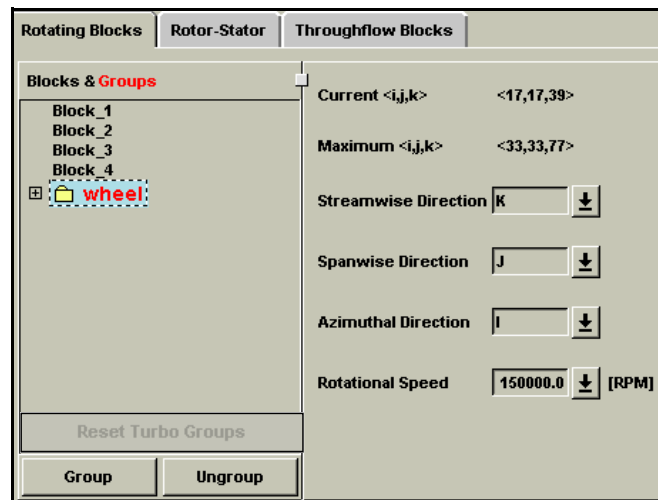 Rotating Blocks Rotor-Stator Throughflow Blocks
Blocks & Groups
Block_1
Block_2
Block_3
Block_4
wheel
Reset Turbo Groups
Group Ungroup
Current <i,j,k> <17,17,39>
Maximum <i,j,k> <33,33,77>
Streamwise Direction K
Spanwise Direction J
Azimuthal Direction I
Rotational Speed 150000.0 [RPM]